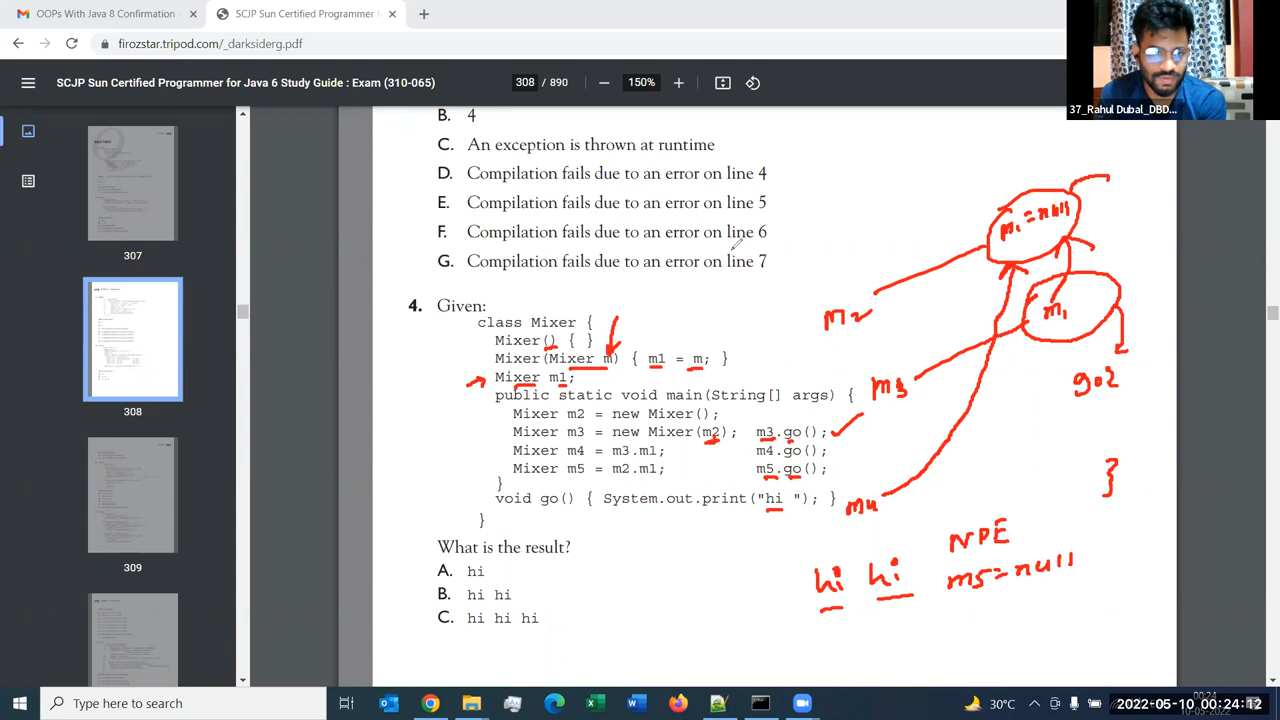 OOPs With Java 8 Confirmation
SCJP Sun Certified Programmer f
firozstar.tripod.com/_darksiderg.pdf
SCJP Sun Certified Programmer for Java 6 Study Guide : Exam (310-065)
308 / 890
150%
37_Rahul Dubal_DBD...
307
308
309
B. 4
C. An exception is thrown at runtime
D. Compilation fails due to an error on line 4
E. Compilation fails due to an error on line 5
F. Compilation fails due to an error on line 6
G. Compilation fails due to an error on line 7
4. Given:
class Mixer {
Mixer() { }
Mixer(Mixer m) { m1 = m; }
Mixer m1;
public static void main(String[] args) {
Mixer m2 = new Mixer();
Mixer m3 = new Mixer(m2); m3.go();
Mixer m4 = m3.m1; m4.go();
Mixer m5 = m2.m1; m5.go();
}
void go() { System.out.print("hi "); }
}
What is the result?
A. hi
B. hi hi
C. hi hi hi
m1 = null
m2
m1
m3
go2
m4
}
NPE
hi hi m5=null
Type here to search
30°C
00:24
10-05-2022
2022-05-10 00:24:12